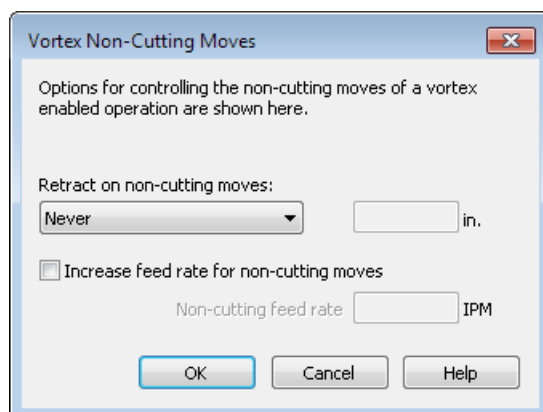 Vortex Non-Cutting Moves
Options for controlling the non-cutting moves of a vortex
enabled operation are shown here.
Retract on non-cutting moves:
Never in.
Increase feed rate for non-cutting moves
Non-cutting feed rate IPM
OK Cancel Help